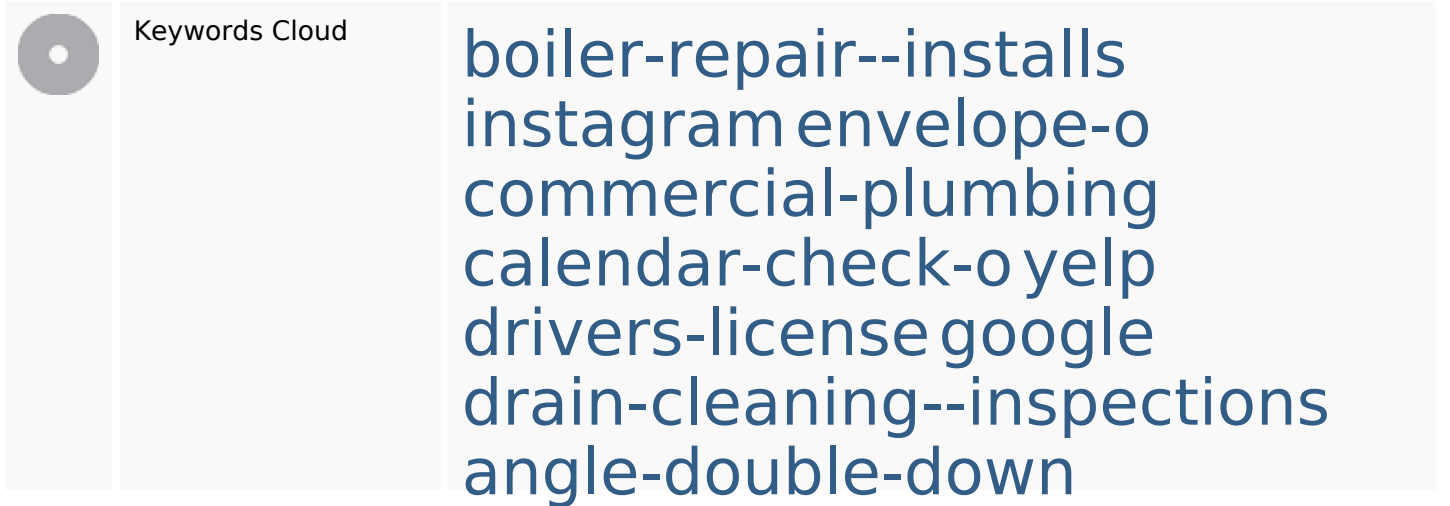 Keywords Cloud
boiler-repair--installs
instagram envelope-o
commercial-plumbing
calendar-check-o yelp
drivers-license google
drain-cleaning--inspections
angle-double-down